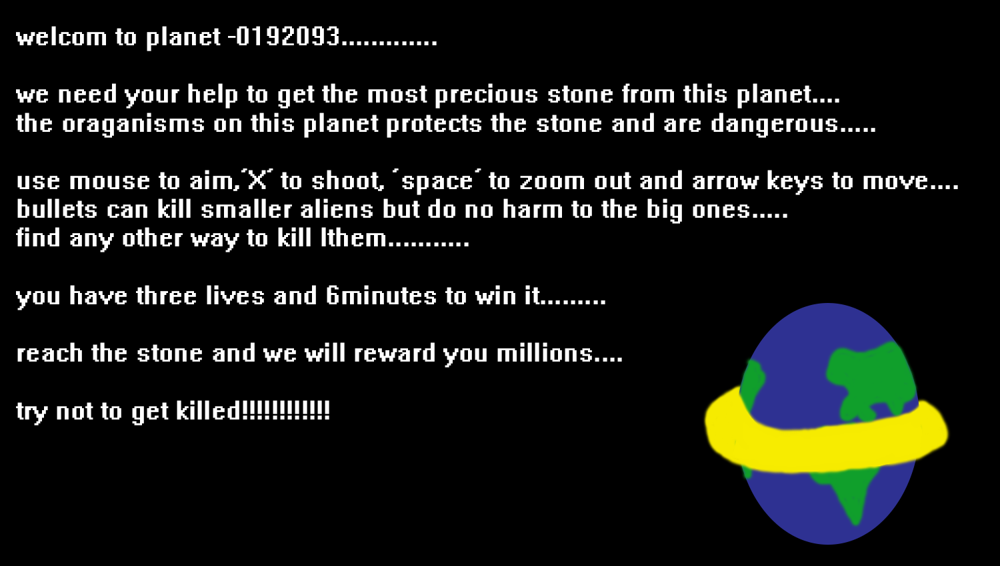 welcom to planet -0192093.............
we need your help to get the most precious stone from this planet....
the oraganisms on this planet protects the stone and are dangerous.....
use mouse to aim,´X´ to shoot, ´space´ to zoom out and arrow keys to move....
bullets can kill smaller aliens but do no harm to the big ones.....
find any other way to kill lthem...........
you have three lives and 6minutes to win it.........
reach the stone and we will reward you millions....
try not to get killed!!!!!!!!!!!!